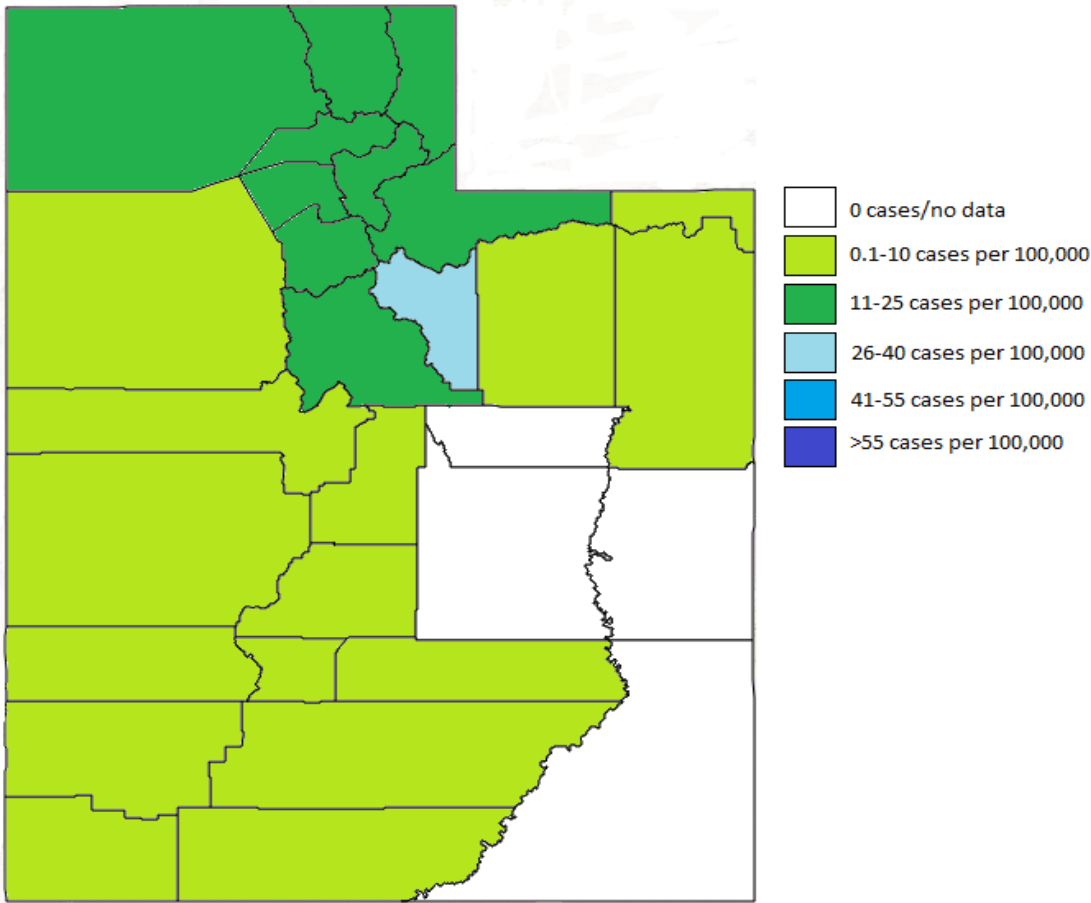 0 cases/no data
0.1-10 cases per 100,000
11-25 cases per 100,000
26-40 cases per 100,000
41-55 cases per 100,000
>55 cases per 100,000